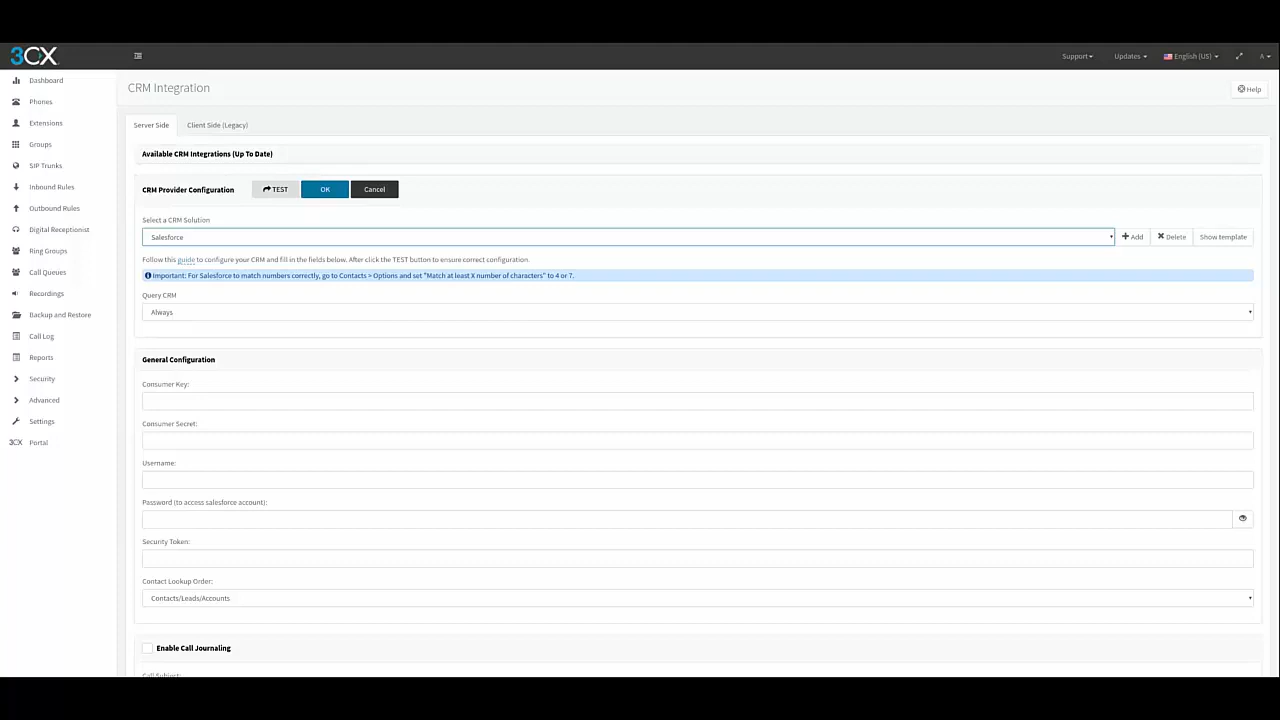 3CX
Support
Updates
English (US)
A
Dashboard
Phones
Extensions
Groups
SIP Trunks
Inbound Rules
Outbound Rules
Digital Receptionist
Ring Groups
Call Queues
Recordings
Backup and Restore
Call Log
Reports
Security
Advanced
Settings
3CX Portal
CRM Integration
Help
Server Side
Client Side (Legacy)
Available CRM Integrations (Up To Date)
CRM Provider Configuration
TEST
OK
Cancel
Select a CRM Solution
Salesforce
Add
Delete
Show template
Follow this guide to configure your CRM and fill in the fields below. After click the TEST button to ensure correct configuration.
Important: For Salesforce to match numbers correctly, go to Contacts > Options and set "Match at least X number of characters" to 4 or 7.
Query CRM
Always
General Configuration
Consumer Key:
Consumer Secret:
Username:
Password (to access salesforce account):
Security Token:
Contact Lookup Order:
Contacts/Leads/Accounts
Enable Call Journaling
Call Subject: